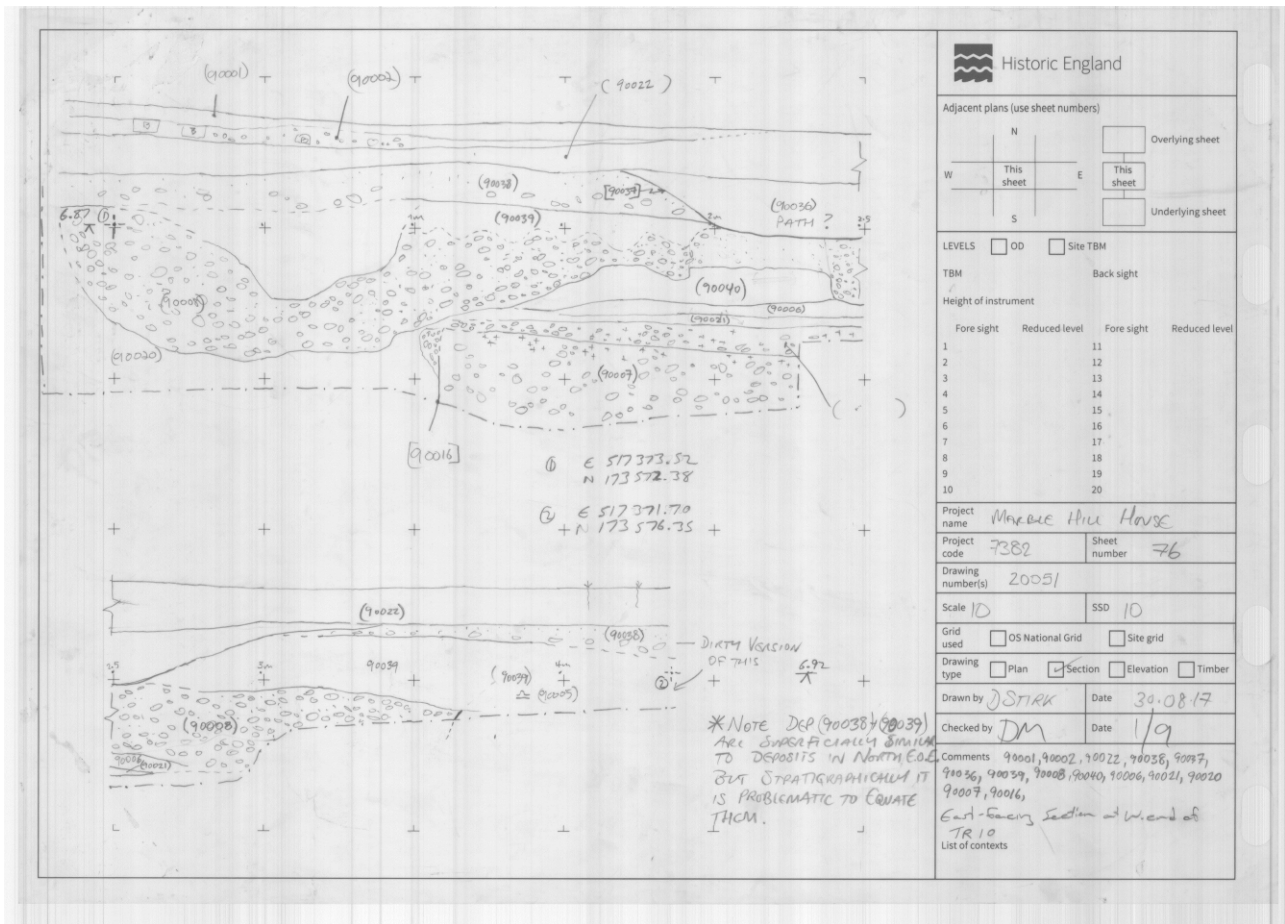 (90001)
(90002)
(90022)
(90038)
[90037]
(90036)
PATH ?
6.87
①
1m
(90039)
2m
2.5
(90008)
(90040)
(90006)
(90021)
(90020)
(90007)
( )
[90016]
① E 517373.52
N 173572.38
② E 517371.70
N 173576.35
(90022)
(90038)
DIRTY VERSION
OF THIS
2.5
3m
90039
4m
(90039)
≏ (90005)
②
6.92
(90008)
90006
(90021)
* NOTE DEP (90038) + (90039)
ARE SUPERFICIALLY SIMILAR
TO DEPOSITS IN NORTH E.O.E.
BUT STRATIGRAPHICALLY IT
IS PROBLEMATIC TO EQUATE
THEM.
Historic England
Adjacent plans (use sheet numbers)
N
W
This sheet
E
S
Overlying sheet
This sheet
Underlying sheet
LEVELS OD Site TBM
TBM Back sight
Height of instrument
Fore sight Reduced level Fore sight Reduced level
1 11
2 12
3 13
4 14
5 15
6 16
7 17
8 18
9 19
10 20
Project name MARBLE HILL HOUSE
Project code 7382 Sheet number 76
Drawing number(s) 20051
Scale 10 SSD 10
Grid used OS National Grid Site grid
Drawing type Plan Section Elevation Timber
Drawn by D STIRK Date 30.08.17
Checked by DM Date 1/9
Comments 90001, 90002, 90022, 90038, 90037,
90036, 90039, 90008, 90040, 90006, 90021, 90020
90007, 90016,
East-facing Section at W. end of
TR 10
List of contexts